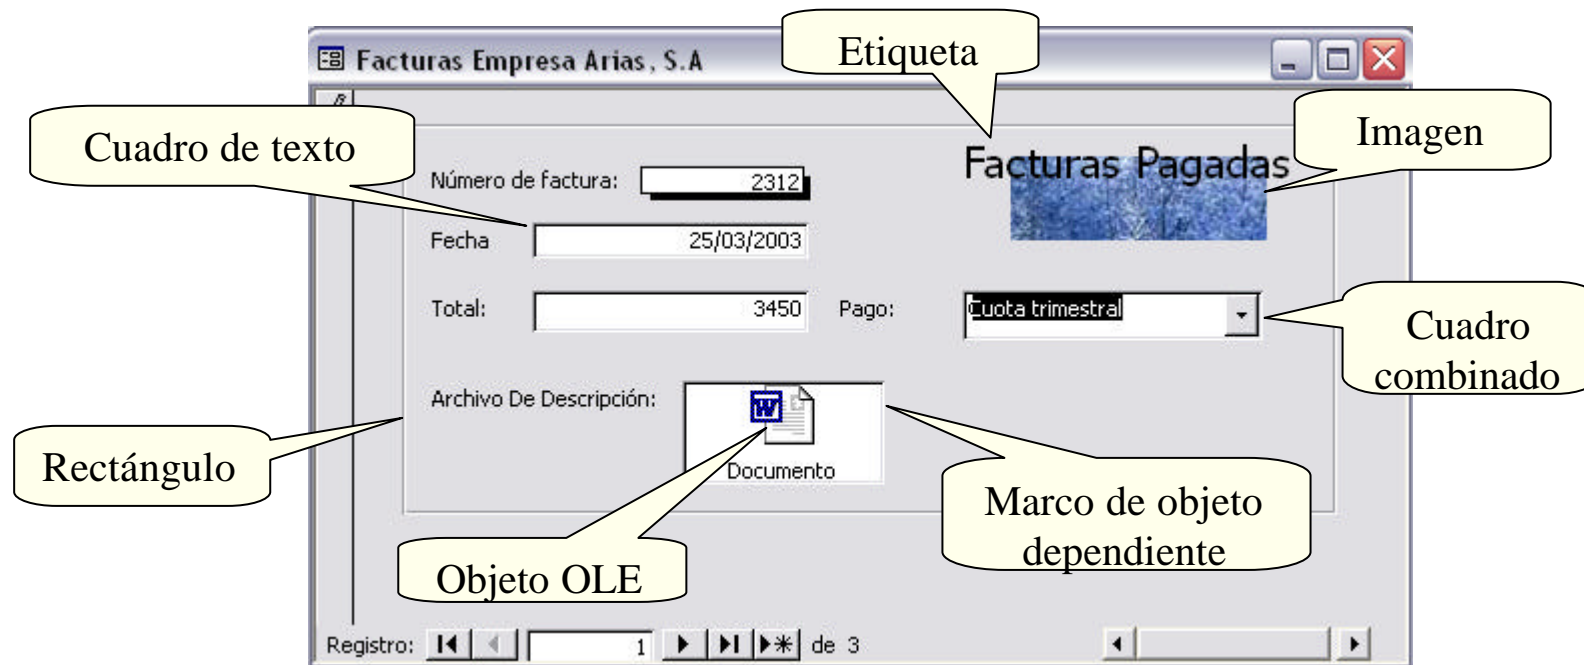 Etiqueta
Facturas Empresa Arias, S.A
Cuadro de texto
Imagen
Facturas Pagadas
Número de factura: 2312
Fecha 25/03/2003
Total: 3450 Pago: Cuota trimestral
Cuadro
combinado
Archivo De Descripción:
W
Documento
Rectángulo
Marco de objeto
dependiente
Objeto OLE
Registro: 1 de 3